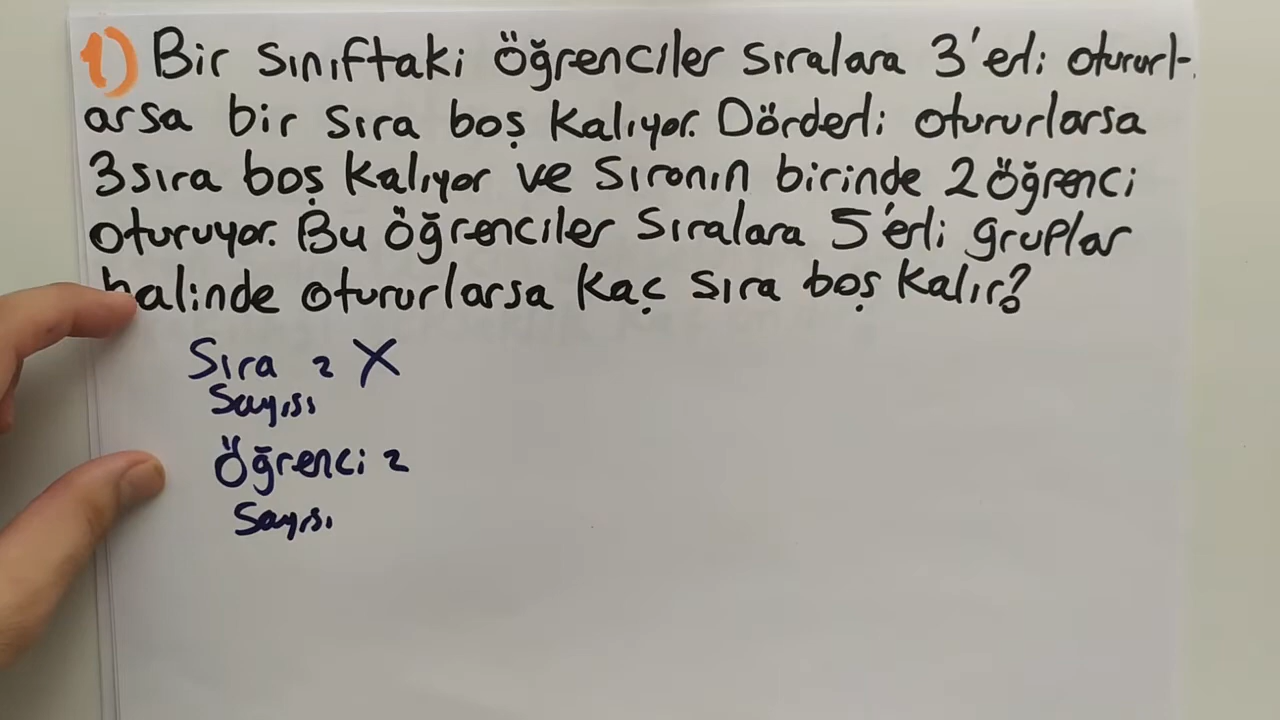 1) Bir sınıftaki öğrenciler sıralara 3'erli otururl-
arsa bir sıra boş kalıyor. Dörderli otururlarsa
3 sıra boş kalıyor ve sıranın birinde 2 öğrenci
oturuyor. Bu öğrenciler sıralara 5'erli gruplar
halinde otururlarsa kaç sıra boş kalır?
Sıra = X
Sayısı
Öğrenci =
Sayısı